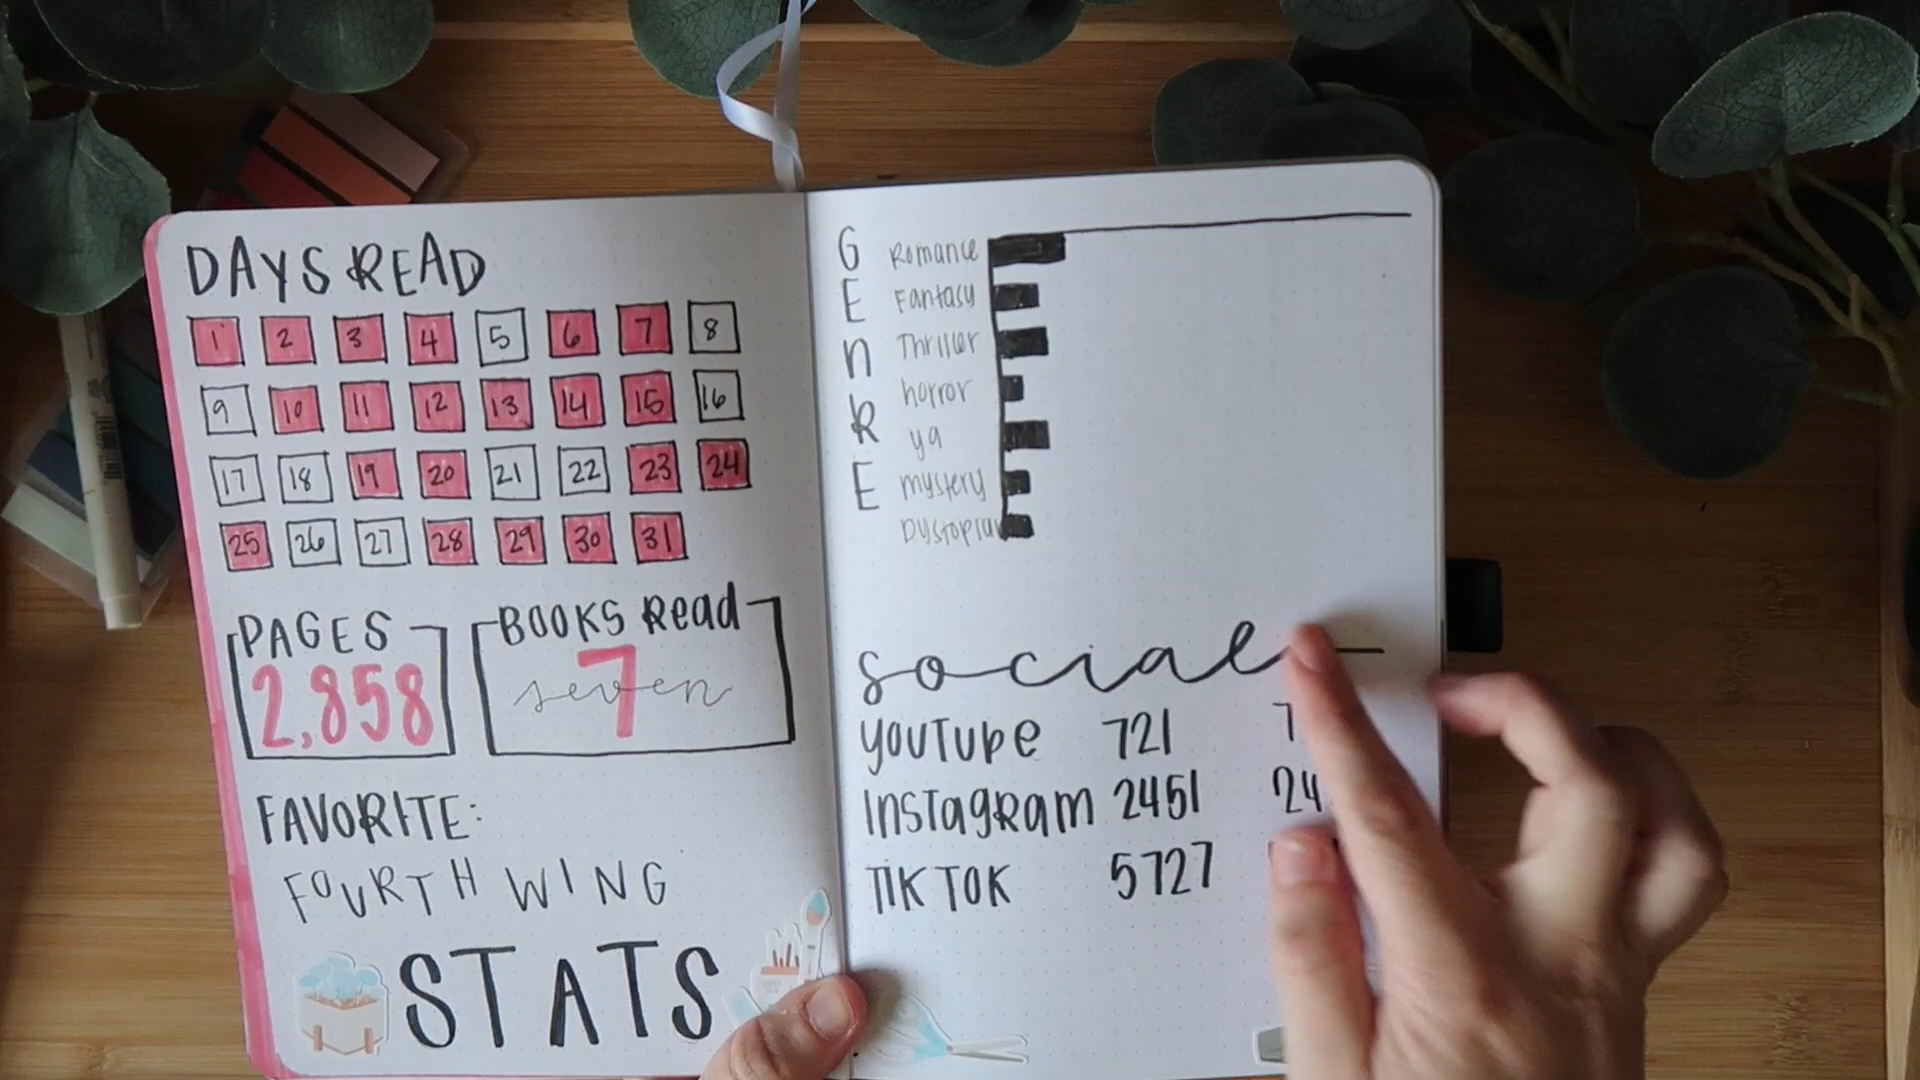 DAYS READ
1 2 3 4 5 6 7 8
9 10 11 12 13 14 15 16
17 18 19 20 21 22 23 24
25 26 27 28 29 30 31
PAGES
2,858
BOOKS Read
7
seven
FAVORITE:
FOURTH WING
STATS
GENRE
Romance
Fantasy
Thriller
horror
ya
mystery
social
YouTube 721 7
Instagram 2451 24
TIKTOK 5727